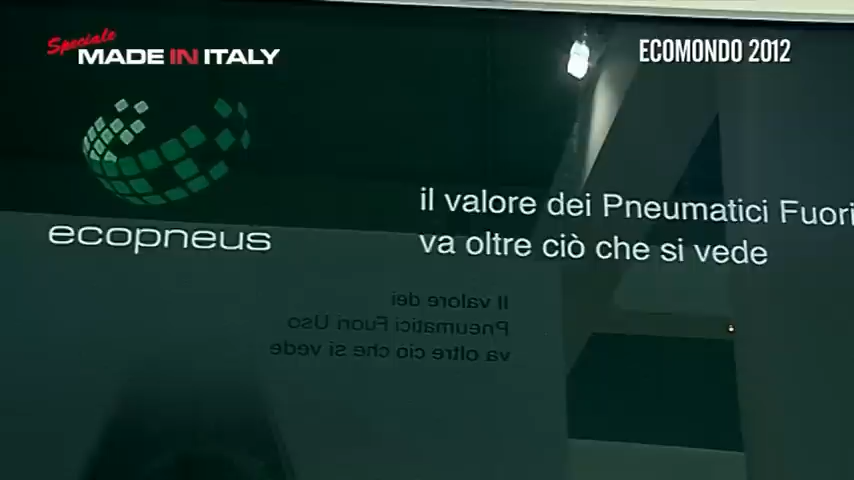 Speciale
MADE IN ITALY
ECOMONDO 2012
ecopneus
il valore dei Pneumatici Fuori
va oltre ciò che si vede
Il valore dei
Pneumatici Fuori Uso
va oltre ciò che si vede